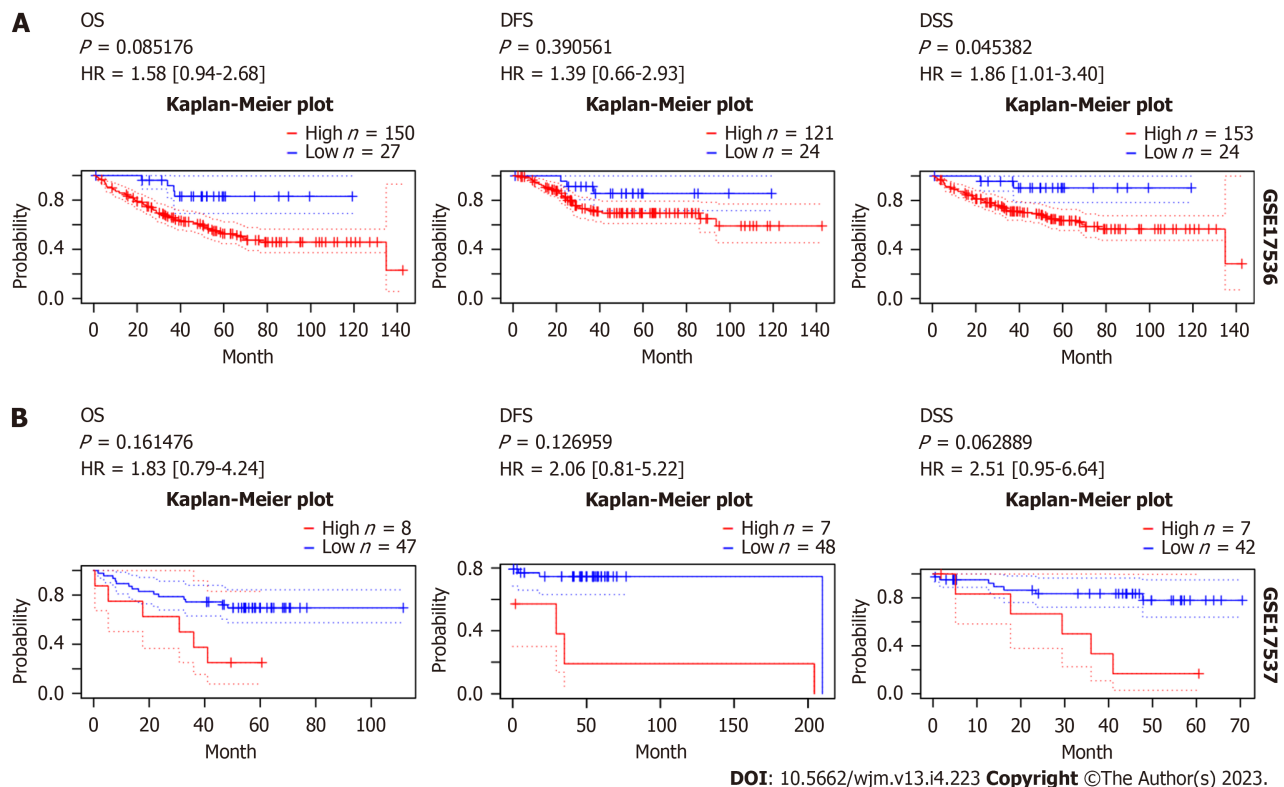 A
OS
P = 0.085176
HR = 1.58 [0.94-2.68]
Kaplan-Meier plot
High n = 150
Low n = 27
Probability
0.8
0.4
0.0
0 20 40 60 80 100 120 140
Month
DFS
P = 0.390561
HR = 1.39 [0.66-2.93]
Kaplan-Meier plot
High n = 121
Low n = 24
Probability
0.8
0.4
0.0
0 20 40 60 80 100 120 140
Month
DSS
P = 0.045382
HR = 1.86 [1.01-3.40]
Kaplan-Meier plot
High n = 153
Low n = 24
Probability
0.8
0.4
0.0
0 20 40 60 80 100 120 140
Month
GSE17536
B
OS
P = 0.161476
HR = 1.83 [0.79-4.24]
Kaplan-Meier plot
High n = 8
Low n = 47
Probability
0.8
0.4
0.0
0 20 40 60 80 100
Month
DFS
P = 0.126959
HR = 2.06 [0.81-5.22]
Kaplan-Meier plot
High n = 7
Low n = 48
Probability
0.8
0.4
0.0
0 50 100 150 200
Month
DSS
P = 0.062889
HR = 2.51 [0.95-6.64]
Kaplan-Meier plot
High n = 7
Low n = 42
Probability
0.8
0.4
0.0
0 10 20 30 40 50 60 70
Month
GSE17537
DOI: 10.5662/wjm.v13.i4.223 Copyright ©The Author(s) 2023.